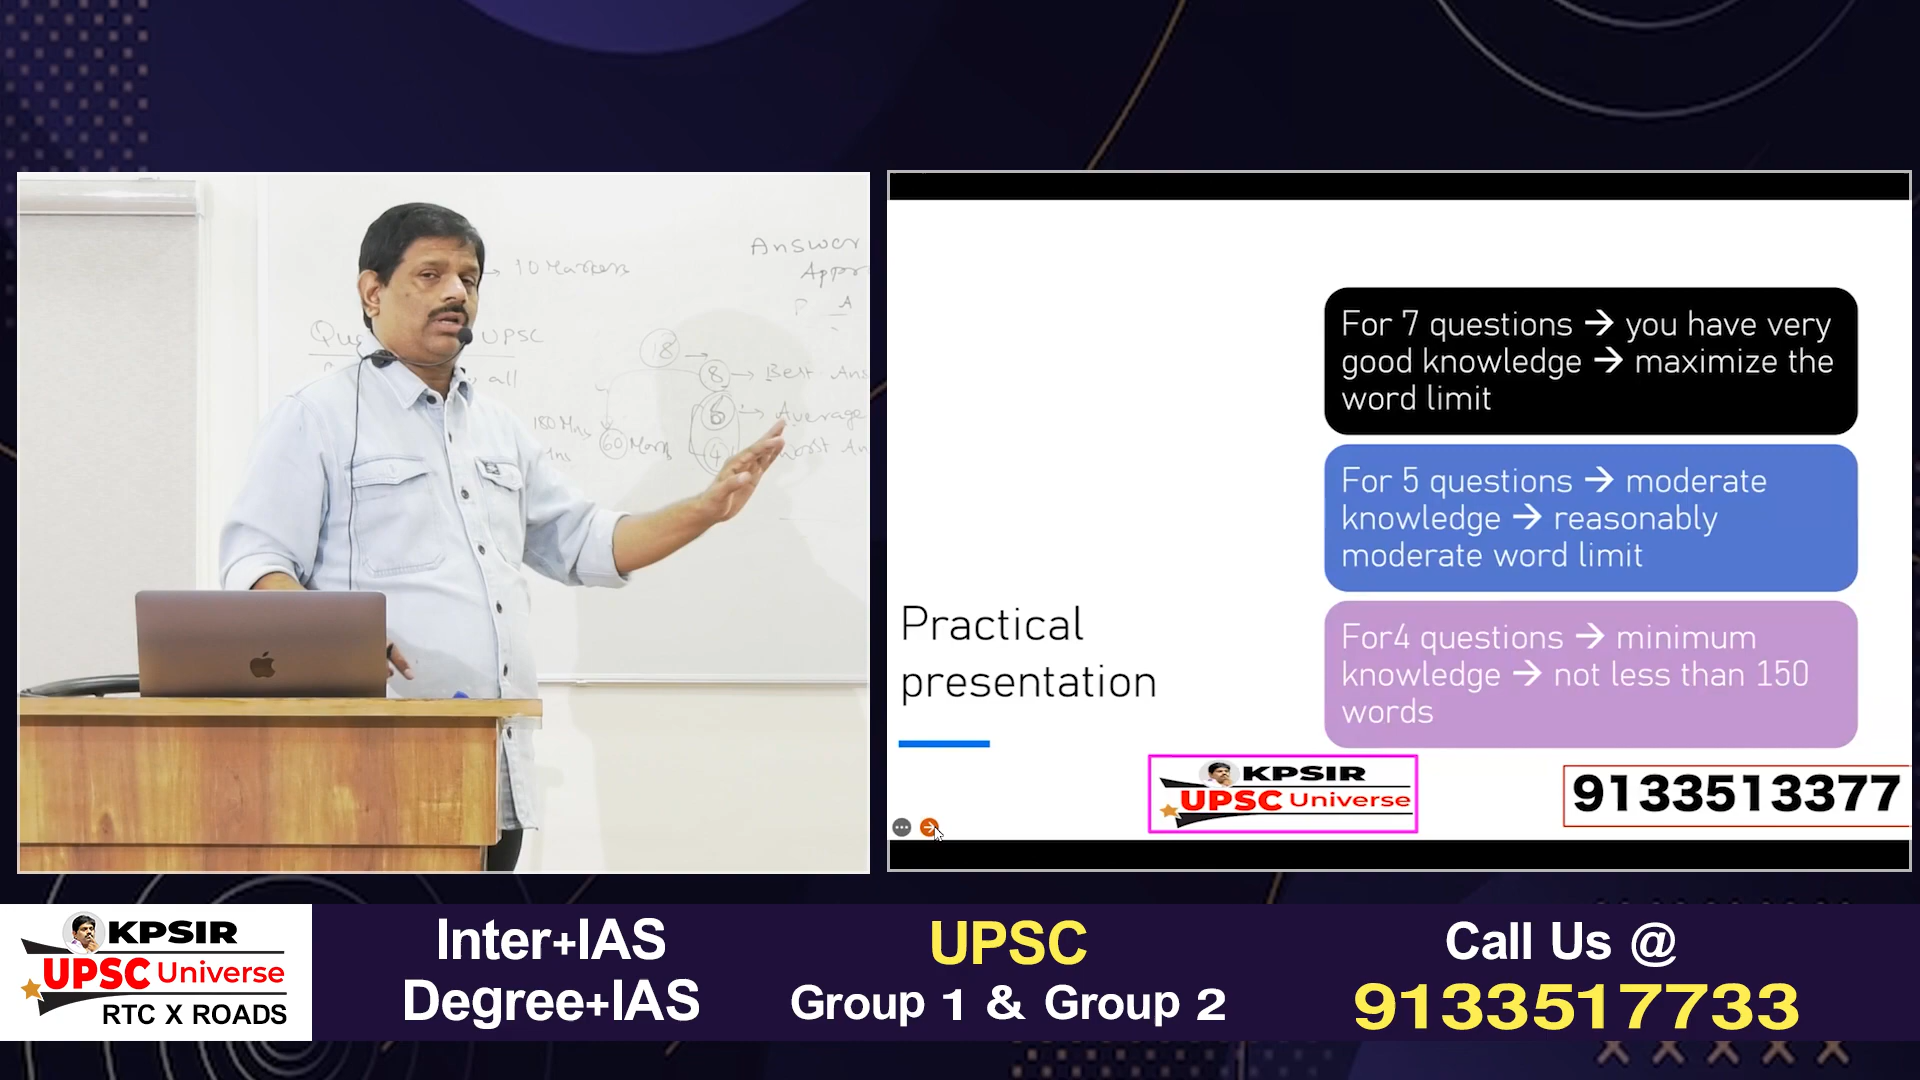 10 Markers
UPSC
all
18
8 → Best Ans
6 → Average
4
180 Mns
60 Mark
Answer
A
For 7 questions → you have very
good knowledge → maximize the
word limit
For 5 questions → moderate
knowledge → reasonably
moderate word limit
For4 questions → minimum
knowledge → not less than 150
words
Practical
presentation
KPSIR
UPSC Universe
9133513377
KPSIR
UPSC Universe
RTC X ROADS
Inter+IAS
Degree+IAS
UPSC
Group 1 & Group 2
Call Us @
9133517733